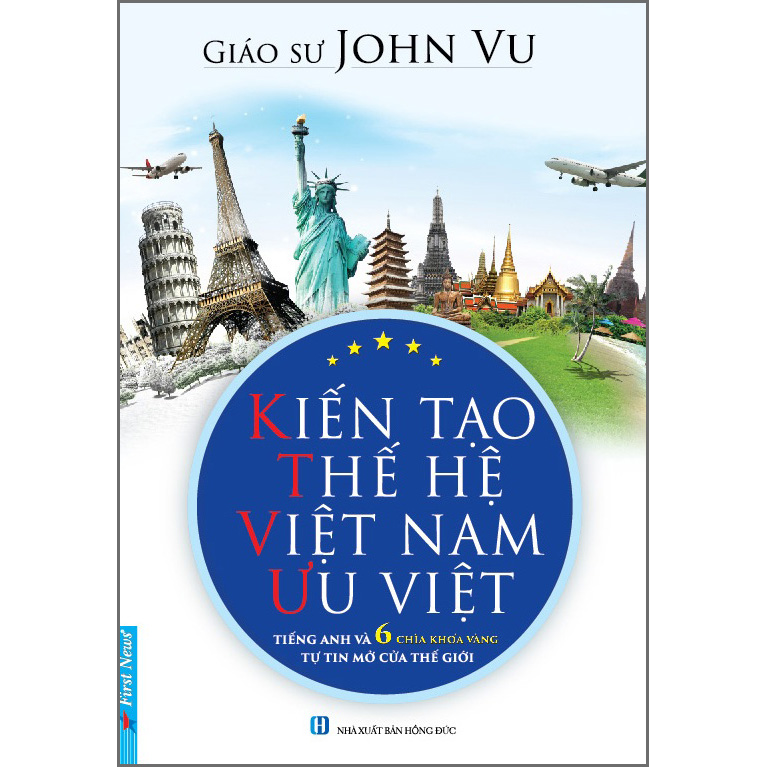 GIÁO SƯ JOHN VU
KIẾN TẠO
THẾ HỆ
VIỆT NAM
ƯU VIỆT
TIẾNG ANH VÀ 6 CHÌA KHÓA VÀNG
TỰ TIN MỞ CỬA THẾ GIỚI
First News
NHÀ XUẤT BẢN HỒNG ĐỨC